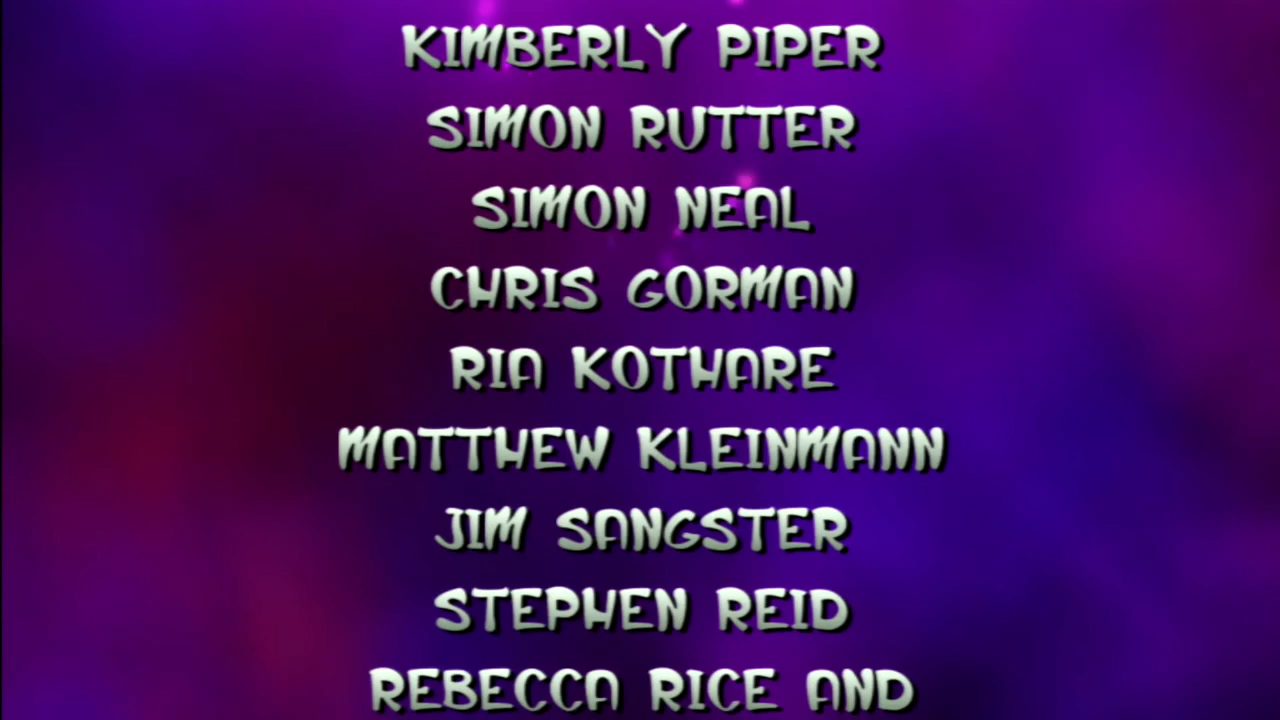 KIMBERLY PIPER
SIMON RUTTER
SIMON NEAL
CHRIS GORMAN
RIA KOTHARE
MATTHEW KLEINMANN
JIM SANGSTER
STEPHEN REID
REBECCA RICE AND